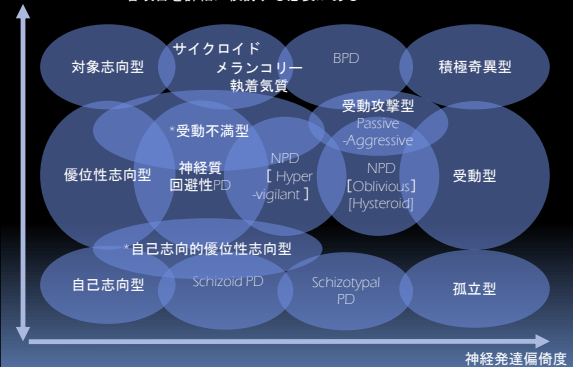 対象志向型
サイクロイド
メランコリー
執着気質
BPD
積極奇異型
受動攻撃型
Passive
-Aggressive
*受動不満型
優位性志向型
神経質
回避性PD
NPD
[ Hyper
-vigilant ]
NPD
[Oblivious]
[Hysteroid]
受動型
*自己志向的優位性志向型
自己志向型
Schizoid PD
Schizotypal
PD
孤立型
神経発達偏倚度